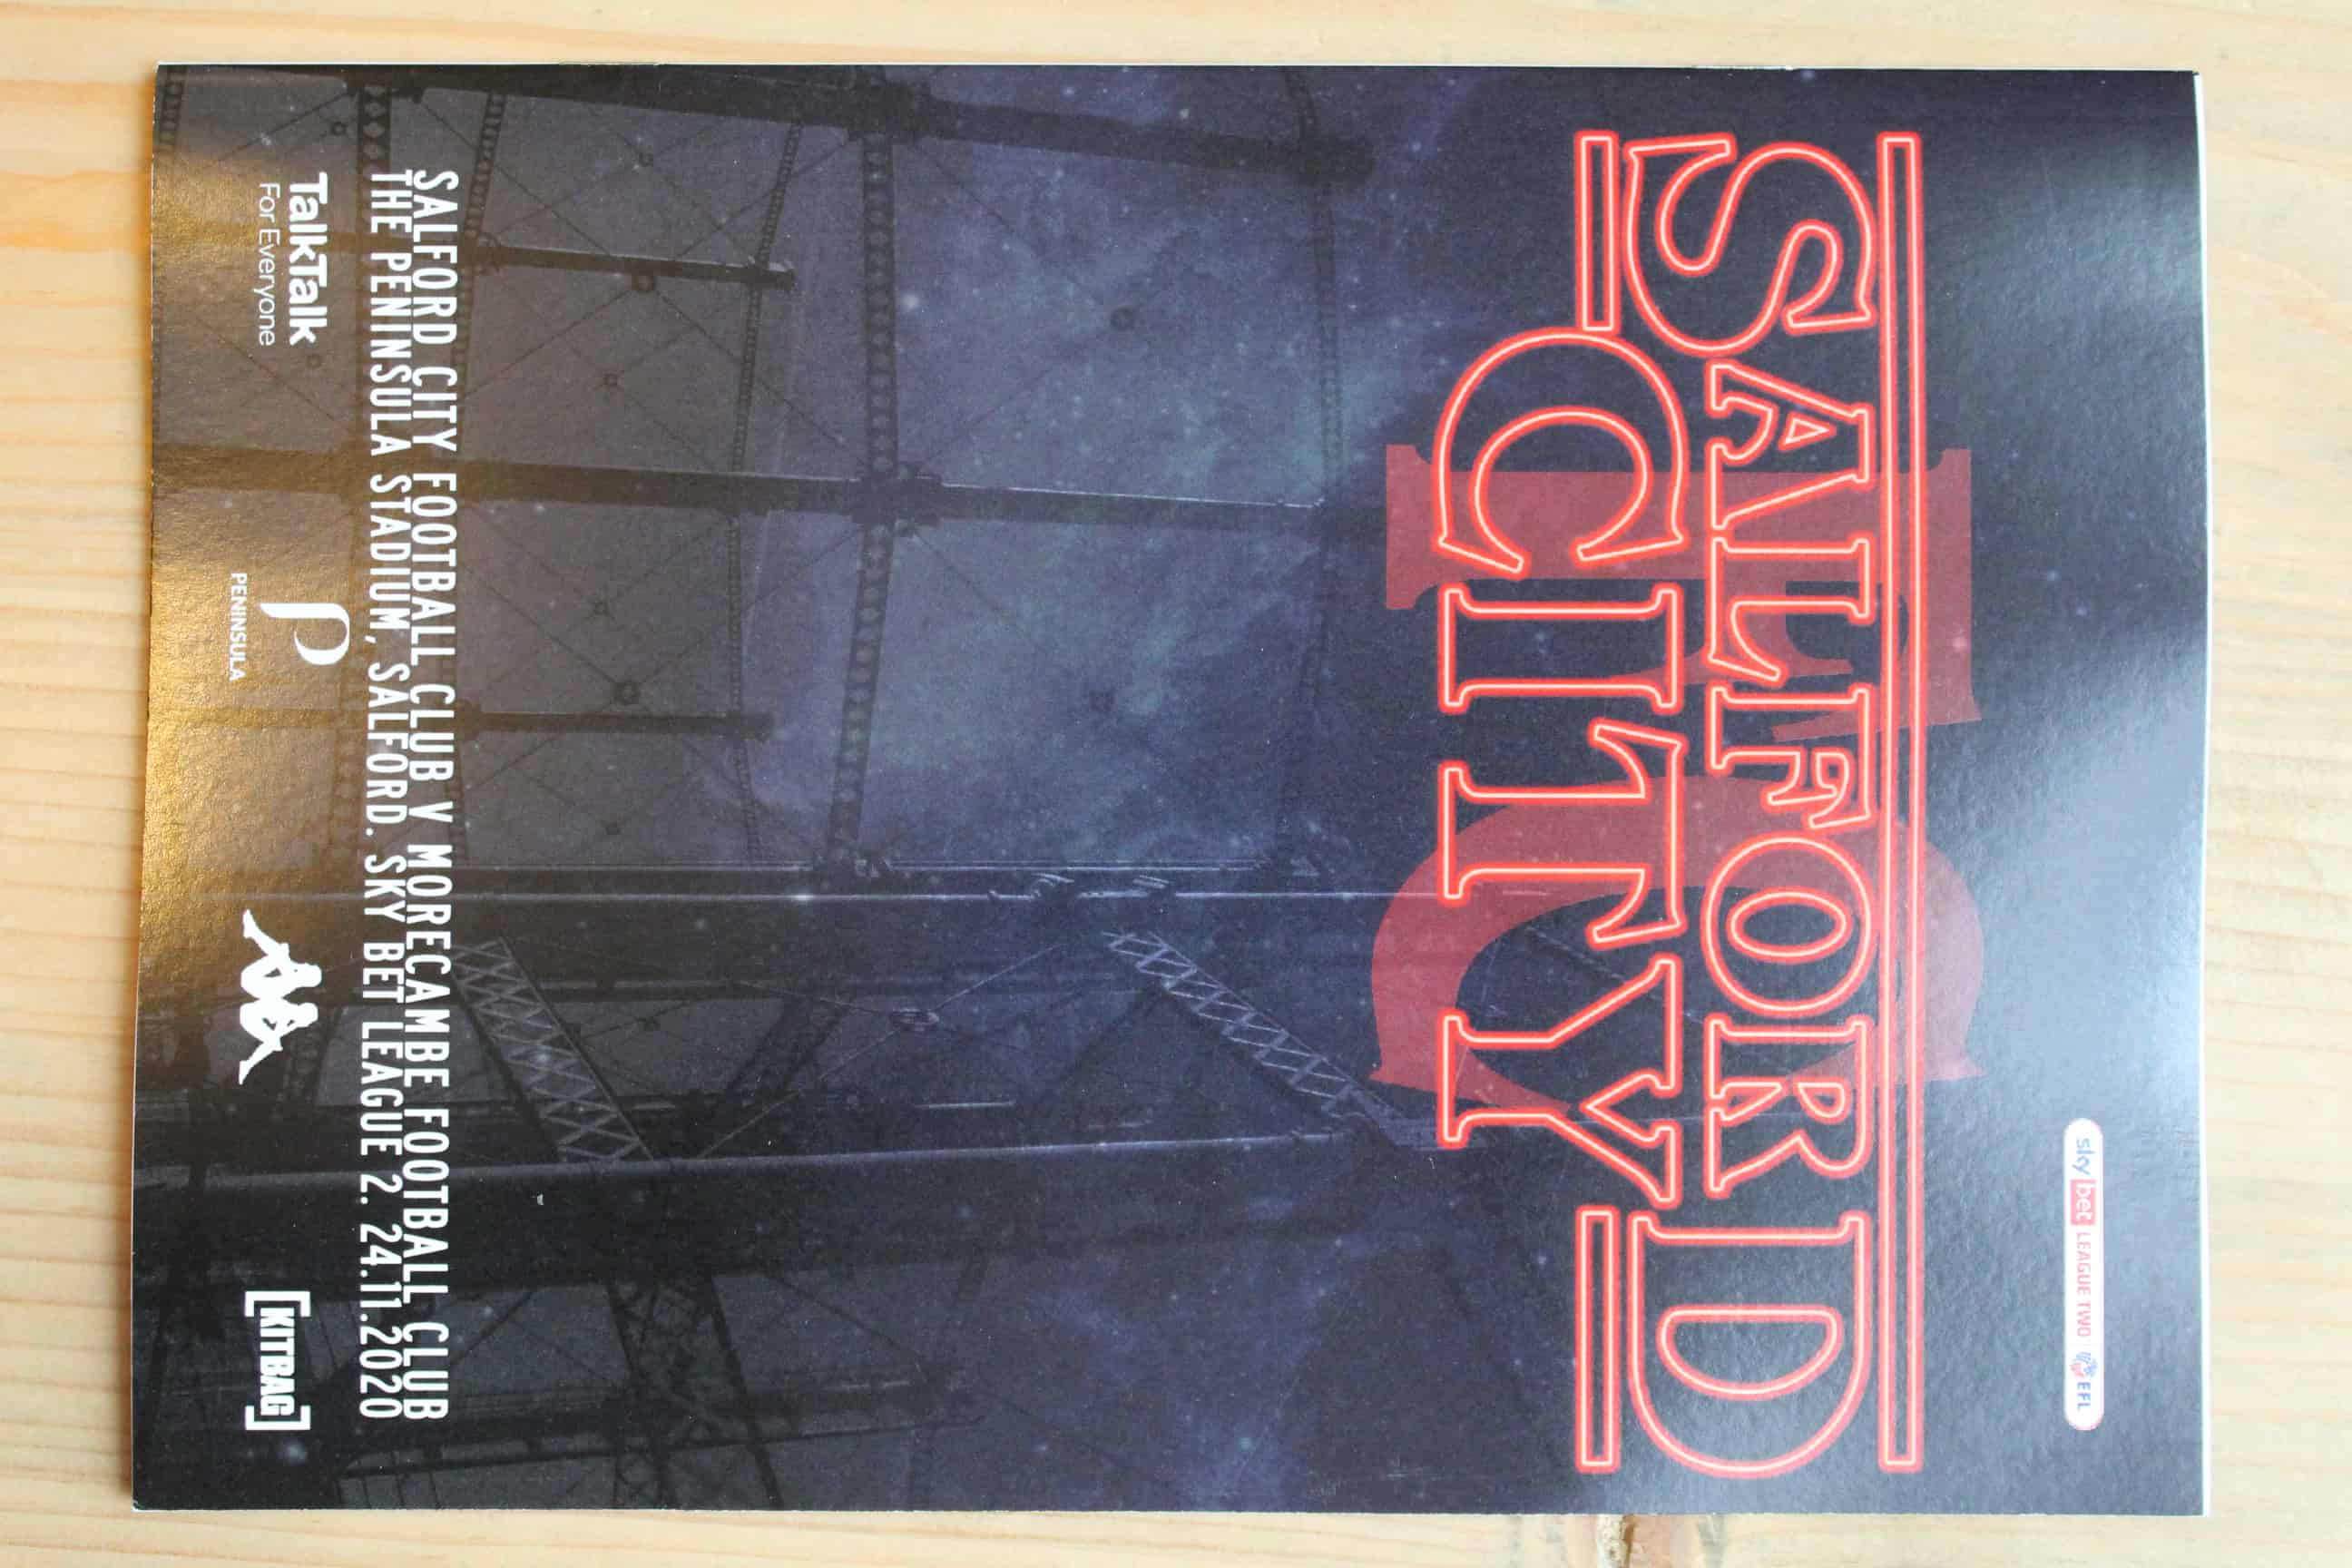 sky bet LEAGUE TWO EFL
SALFORD
CITY
FC
SALFORD CITY FOOTBALL CLUB V MORECAMBE FOOTBALL CLUB
THE PENINSULA STADIUM, SALFORD. SKY BET LEAGUE 2. 24.11.2020
TalkTalk
For Everyone
P
PENINSULA
[KITBAG]